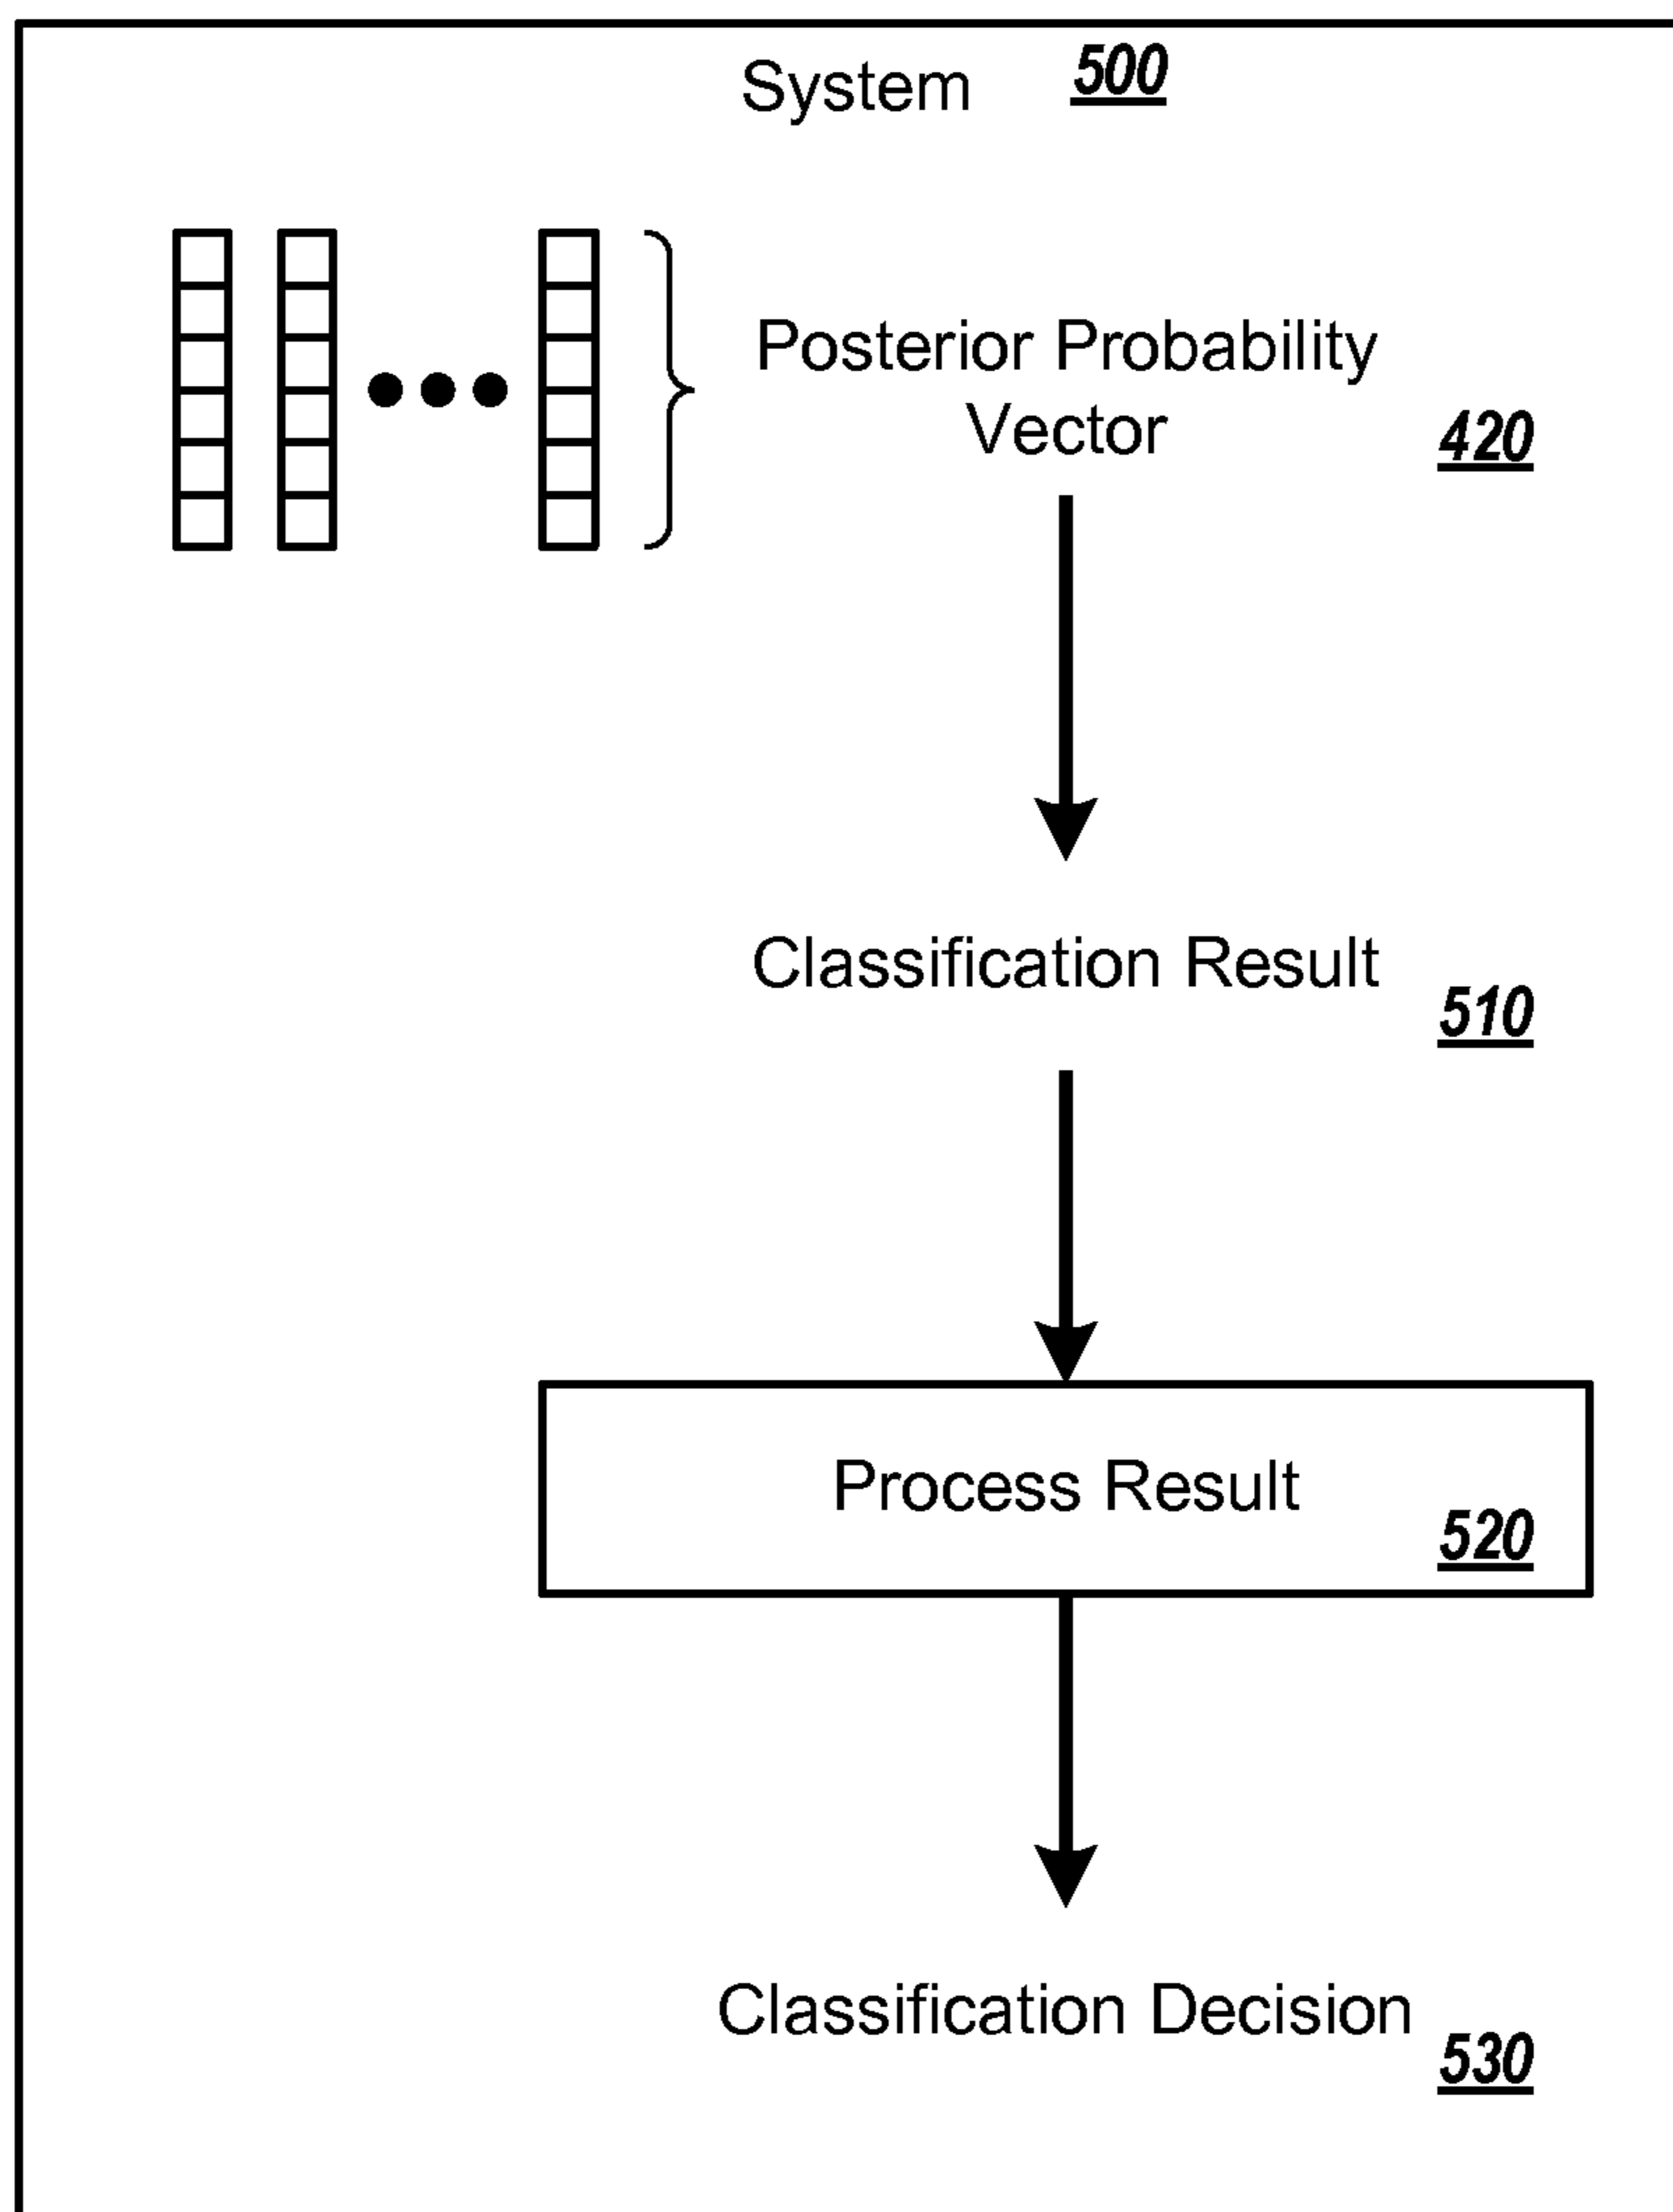 System 500
Posterior Probability
Vector 420
Classification Result
510
Process Result
520
Classification Decision
530